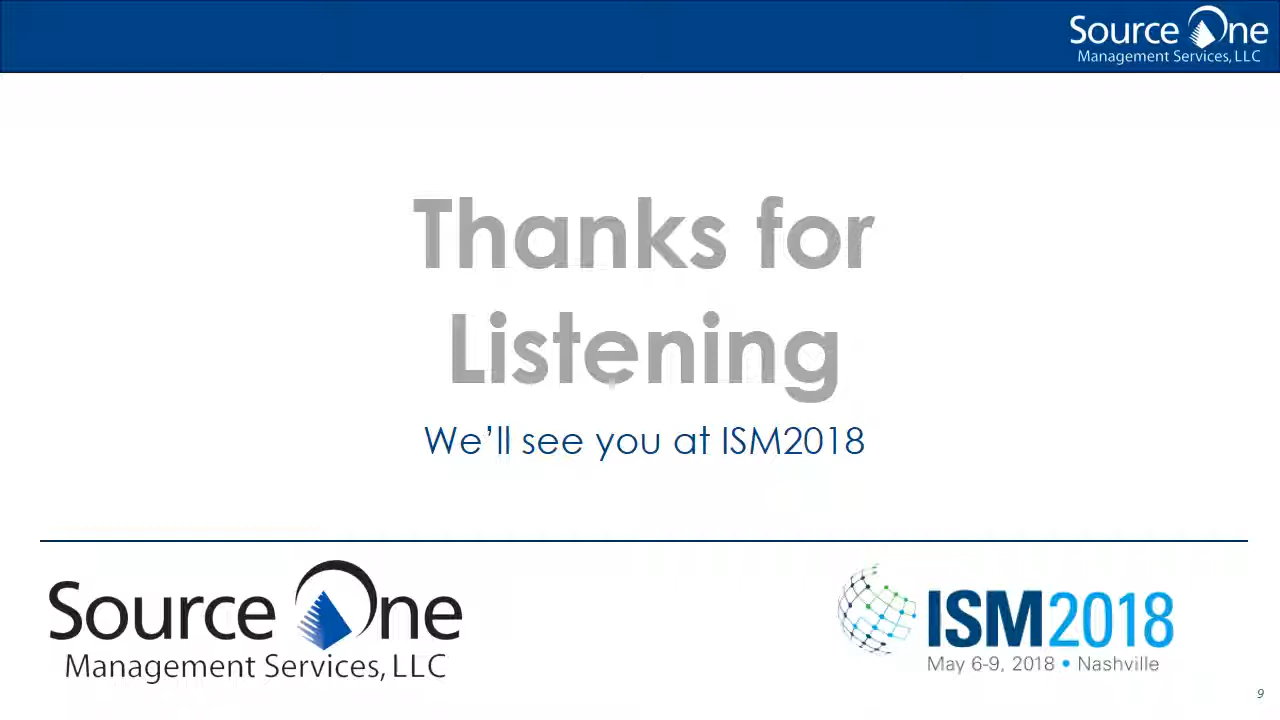 Source One
Management Services, LLC
Thanks for
Listening
We'll see you at ISM2018
Source One
Management Services, LLC
ISM2018
May 6-9, 2018 • Nashville
9